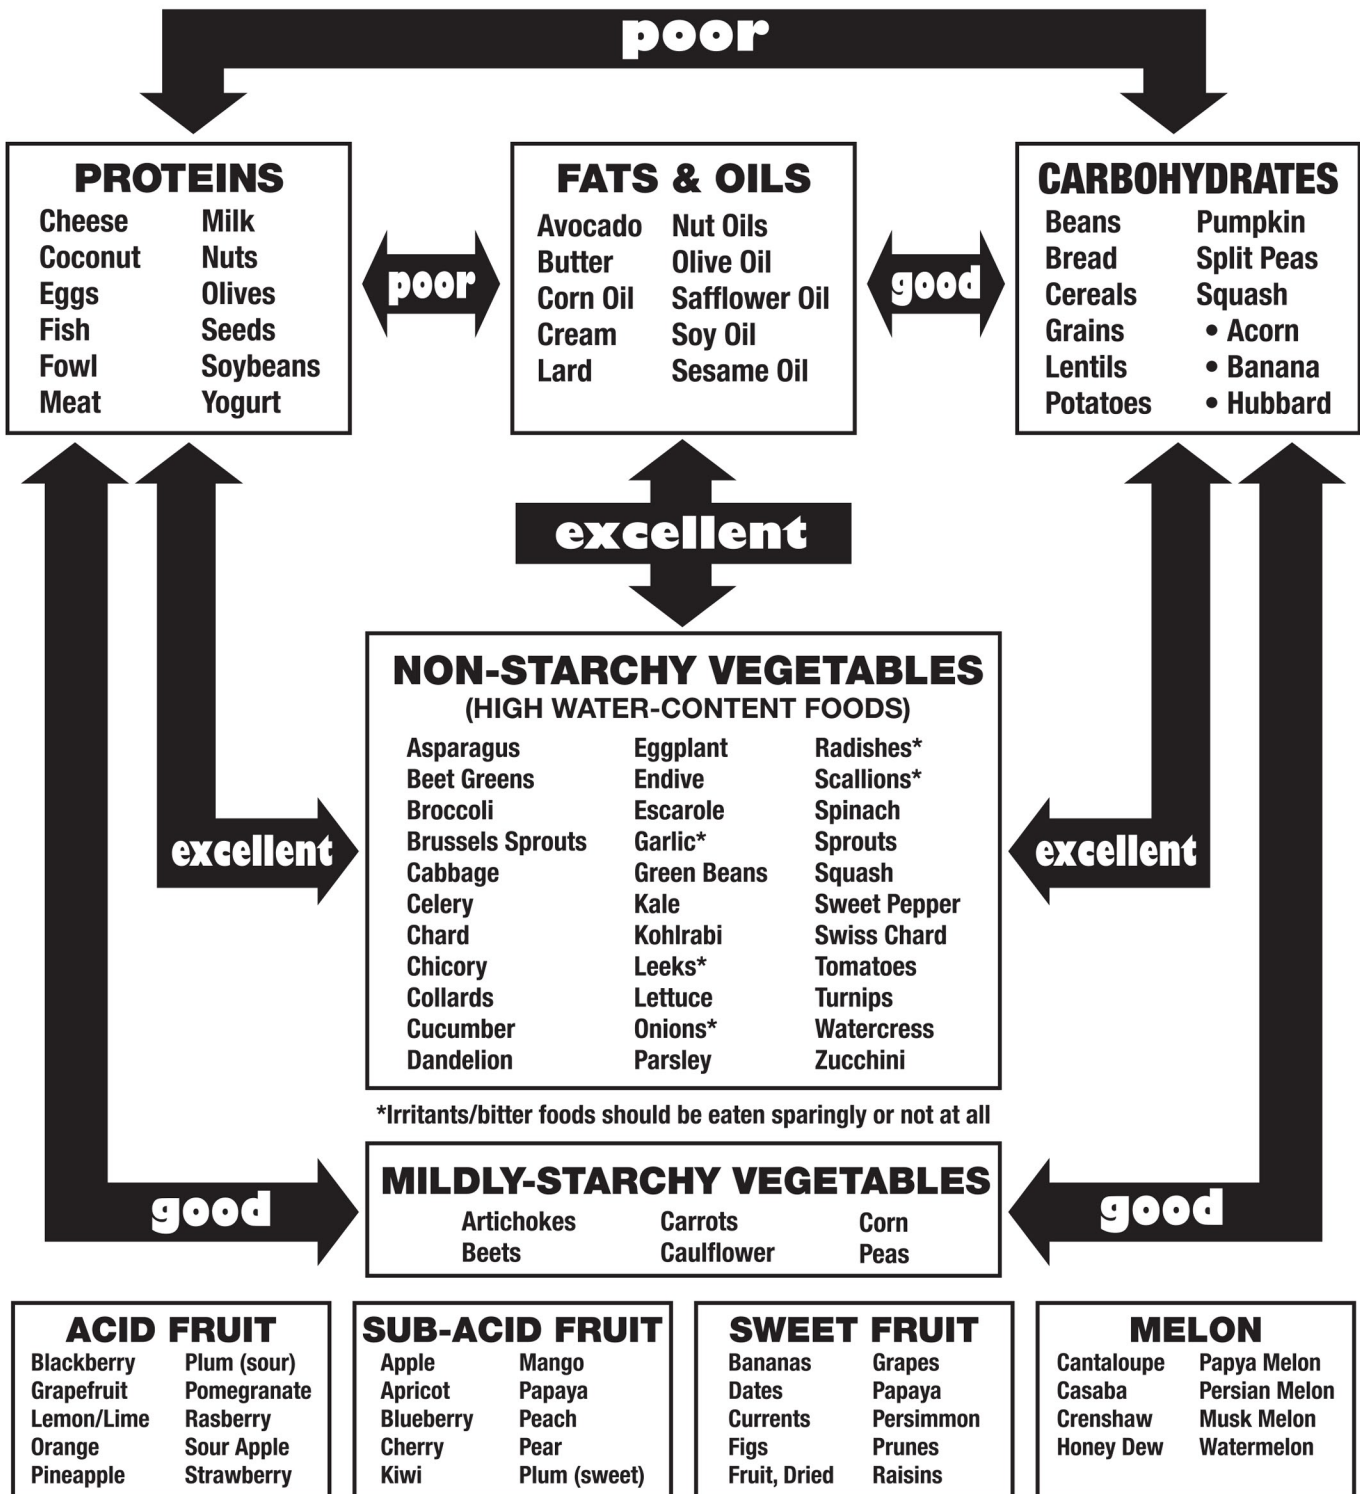 poor
PROTEINS
Cheese Milk
Coconut Nuts
Eggs Olives
Fish Seeds
Fowl Soybeans
Meat Yogurt
poor
FATS & OILS
Avocado Nut Oils
Butter Olive Oil
Corn Oil Safflower Oil
Cream Soy Oil
Lard Sesame Oil
good
CARBOHYDRATES
Beans Pumpkin
Bread Split Peas
Cereals Squash
Grains • Acorn
Lentils • Banana
Potatoes • Hubbard
excellent
NON-STARCHY VEGETABLES
(HIGH WATER-CONTENT FOODS)
Asparagus Eggplant Radishes*
Beet Greens Endive Scallions*
Broccoli Escarole Spinach
Brussels Sprouts Garlic* Sprouts
Cabbage Green Beans Squash
Celery Kale Sweet Pepper
Chard Kohlrabi Swiss Chard
Chicory Leeks* Tomatoes
Collards Lettuce Turnips
Cucumber Onions* Watercress
Dandelion Parsley Zucchini
excellent
excellent
*Irritants/bitter foods should be eaten sparingly or not at all
good
MILDLY-STARCHY VEGETABLES
Artichokes Carrots Corn
Beets Caulflower Peas
good
ACID FRUIT
Blackberry Plum (sour)
Grapefruit Pomegranate
Lemon/Lime Rasberry
Orange Sour Apple
Pineapple Strawberry
SUB-ACID FRUIT
Apple Mango
Apricot Papaya
Blueberry Peach
Cherry Pear
Kiwi Plum (sweet)
SWEET FRUIT
Bananas Grapes
Dates Papaya
Currents Persimmon
Figs Prunes
Fruit, Dried Raisins
MELON
Cantaloupe Papya Melon
Casaba Persian Melon
Crenshaw Musk Melon
Honey Dew Watermelon